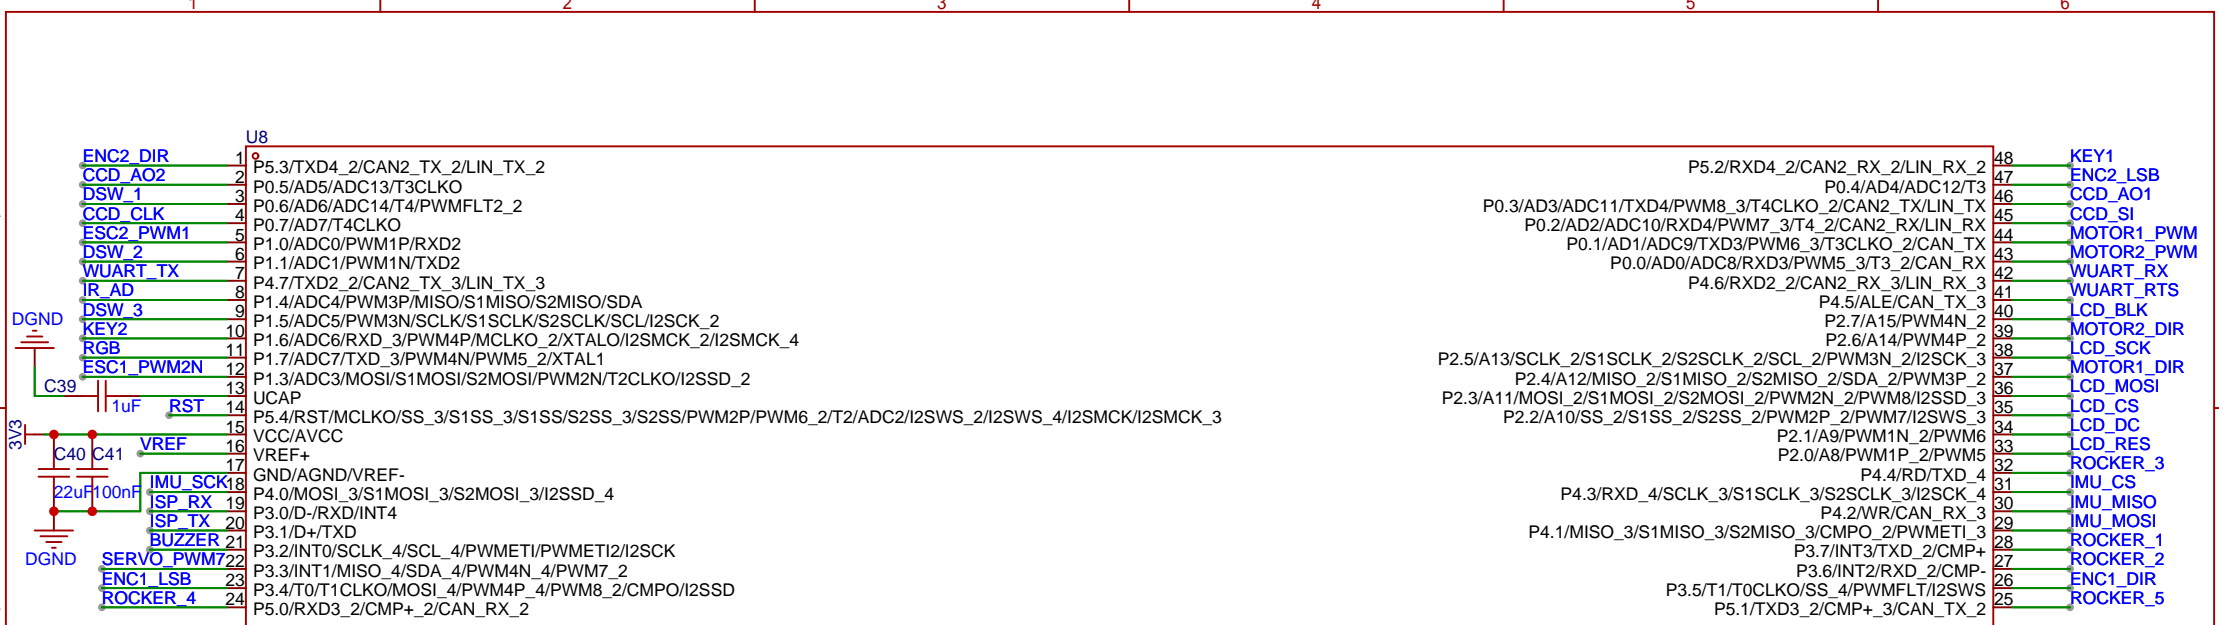 1 2 3 4 5 6
U8
ENC2_DIR 1 P5.3/TXD4_2/CAN2_TX_2/LIN_TX_2
CCD_AO2 2 P0.5/AD5/ADC13/T3CLKO
DSW_1 3 P0.6/AD6/ADC14/T4/PWMFLT2_2
CCD_CLK 4 P0.7/AD7/T4CLKO
ESC2_PWM1 5 P1.0/ADC0/PWM1P/RXD2
DSW_2 6 P1.1/ADC1/PWM1N/TXD2
WUART_TX 7 P4.7/TXD2_2/CAN2_TX_3/LIN_TX_3
IR_AD 8 P1.4/ADC4/PWM3P/MISO/S1MISO/S2MISO/SDA
DSW_3 9 P1.5/ADC5/PWM3N/SCLK/S1SCLK/S2SCLK/SCL/I2SCK_2
DGND
KEY2 10 P1.6/ADC6/RXD_3/PWM4P/MCLKO_2/XTALO/I2SMCK_2/I2SMCK_4
RGB 11 P1.7/ADC7/TXD_3/PWM4N/PWM5_2/XTAL1
ESC1_PWM2N 12 P1.3/ADC3/MOSI/S1MOSI/S2MOSI/PWM2N/T2CLKO/I2SSD_2
C39 1uF 13 UCAP
RST 14 P5.4/RST/MCLKO/SS_3/S1SS_3/S1SS/S2SS_3/S2SS/PWM2P/PWM6_2/T2/ADC2/I2SWS_2/I2SWS_4/I2SMCK/I2SMCK_3
3V3 15 VCC/AVCC
VREF 16 VREF+
C40 C41
17 GND/AGND/VREF-
22uF 100nF
IMU_SCK 18 P4.0/MOSI_3/S1MOSI_3/S2MOSI_3/I2SSD_4
ISP_RX 19 P3.0/D-/RXD/INT4
ISP_TX 20 P3.1/D+/TXD
BUZZER 21 P3.2/INT0/SCLK_4/SCL_4/PWMETI/PWMETI2/I2SCK
DGND
SERVO_PWM7 22 P3.3/INT1/MISO_4/SDA_4/PWM4N_4/PWM7_2
ENC1_LSB 23 P3.4/T0/T1CLKO/MOSI_4/PWM4P_4/PWM8_2/CMPO/I2SSD
ROCKER_4 24 P5.0/RXD3_2/CMP+_2/CAN_RX_2
P5.2/RXD4_2/CAN2_RX_2/LIN_RX_2 48 KEY1
P0.4/AD4/ADC12/T3 47 ENC2_LSB
P0.3/AD3/ADC11/TXD4/PWM8_3/T4CLKO_2/CAN2_TX/LIN_TX 46 CCD_AO1
P0.2/AD2/ADC10/RXD4/PWM7_3/T4_2/CAN2_RX/LIN_RX 45 CCD_SI
P0.1/AD1/ADC9/TXD3/PWM6_3/T3CLKO_2/CAN_TX 44 MOTOR1_PWM
P0.0/AD0/ADC8/RXD3/PWM5_3/T3_2/CAN_RX 43 MOTOR2_PWM
P4.6/RXD2_2/CAN2_RX_3/LIN_RX_3 42 WUART_RX
P4.5/ALE/CAN_TX_3 41 WUART_RTS
P2.7/A15/PWM4N_2 40 LCD_BLK
P2.6/A14/PWM4P_2 39 MOTOR2_DIR
P2.5/A13/SCLK_2/S1SCLK_2/S2SCLK_2/SCL_2/PWM3N_2/I2SCK_3 38 LCD_SCK
P2.4/A12/MISO_2/S1MISO_2/S2MISO_2/SDA_2/PWM3P_2 37 MOTOR1_DIR
P2.3/A11/MOSI_2/S1MOSI_2/S2MOSI_2/PWM2N_2/PWM8/I2SSD_3 36 LCD_MOSI
P2.2/A10/SS_2/S1SS_2/S2SS_2/PWM2P_2/PWM7/I2SWS_3 35 LCD_CS
P2.1/A9/PWM1N_2/PWM6 34 LCD_DC
P2.0/A8/PWM1P_2/PWM5 33 LCD_RES
P4.4/RD/TXD_4 32 ROCKER_3
P4.3/RXD_4/SCLK_3/S1SCLK_3/S2SCLK_3/I2SCK_4 31 IMU_CS
P4.2/WR/CAN_RX_3 30 IMU_MISO
P4.1/MISO_3/S1MISO_3/S2MISO_3/CMPO_2/PWMETI_3 29 IMU_MOSI
P3.7/INT3/TXD_2/CMP+ 28 ROCKER_1
P3.6/INT2/RXD_2/CMP- 27 ROCKER_2
P3.5/T1/T0CLKO/SS_4/PWMFLT/I2SWS 26 ENC1_DIR
P5.1/TXD3_2/CMP+_3/CAN_TX_2 25 ROCKER_5